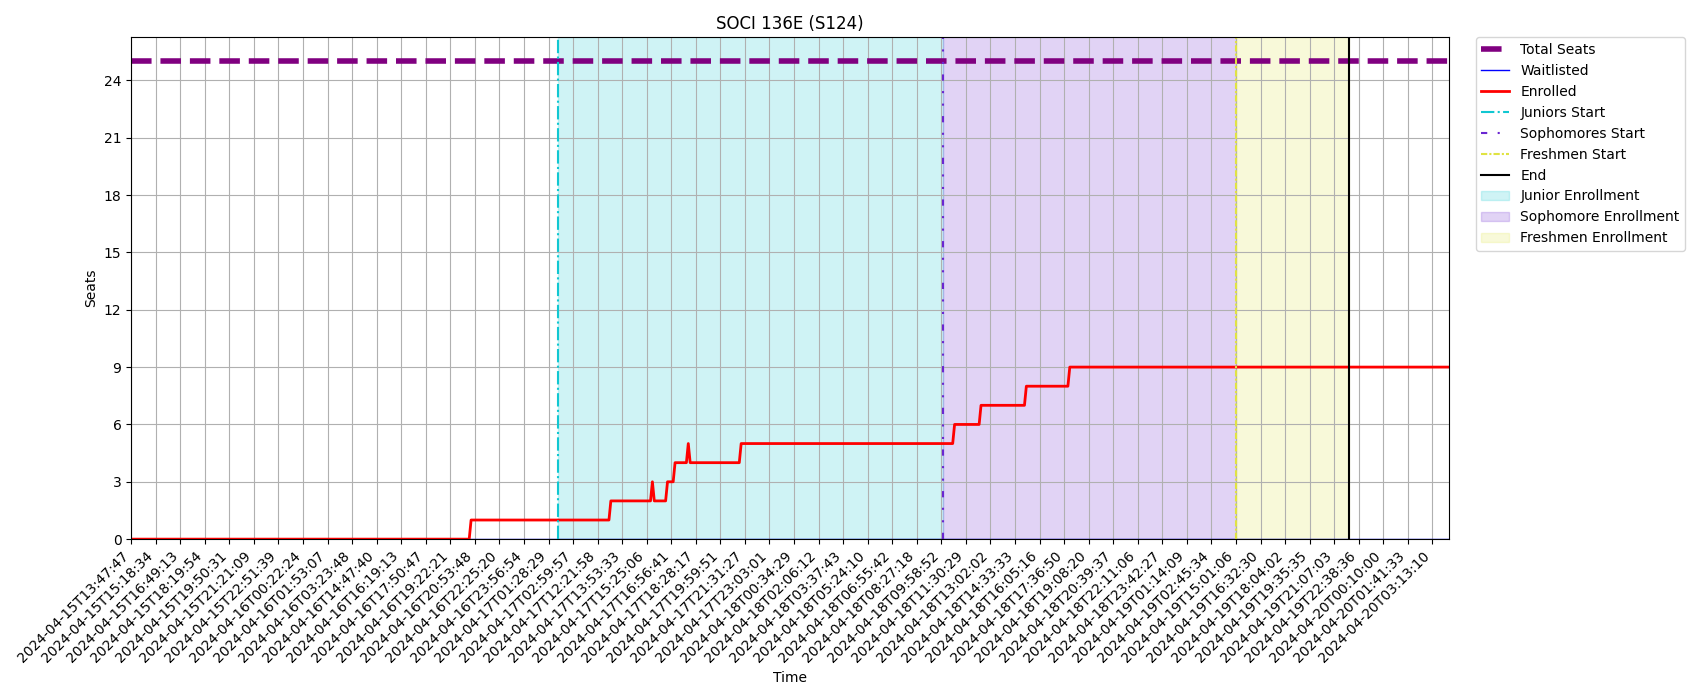 SOCI 136E (S124)
Total Seats
Waitlisted
Enrolled
Juniors Start
Sophomores Start
Freshmen Start
End
Junior Enrollment
Sophomore Enrollment
Freshmen Enrollment
Seats
24
21
18
15
12
9
6
3
0
2024-04-15T13:47:47
2024-04-15T15:18:34
2024-04-15T16:49:13
2024-04-15T18:19:54
2024-04-15T19:50:31
2024-04-15T21:21:09
2024-04-15T22:51:39
2024-04-16T00:22:24
2024-04-16T01:53:07
2024-04-16T03:23:48
2024-04-16T14:47:40
2024-04-16T16:19:13
2024-04-16T17:50:47
2024-04-16T19:22:21
2024-04-16T20:53:48
2024-04-16T22:25:20
2024-04-16T23:56:54
2024-04-17T01:28:29
2024-04-17T02:59:57
2024-04-17T12:21:58
2024-04-17T13:53:33
2024-04-17T15:25:06
2024-04-17T16:56:41
2024-04-17T18:28:17
2024-04-17T19:59:51
2024-04-17T21:31:27
2024-04-17T23:03:01
2024-04-18T00:34:29
2024-04-18T02:06:12
2024-04-18T03:37:43
2024-04-18T05:24:10
2024-04-18T06:55:42
2024-04-18T08:27:18
2024-04-18T09:58:52
2024-04-18T11:30:29
2024-04-18T13:02:02
2024-04-18T14:33:33
2024-04-18T16:05:16
2024-04-18T17:36:50
2024-04-18T19:08:20
2024-04-18T20:39:37
2024-04-18T22:11:06
2024-04-18T23:42:27
2024-04-19T01:14:09
2024-04-19T02:45:34
2024-04-19T15:01:06
2024-04-19T16:32:30
2024-04-19T18:04:02
2024-04-19T19:35:35
2024-04-19T21:07:03
2024-04-19T22:38:36
2024-04-20T00:10:00
2024-04-20T01:41:33
2024-04-20T03:13:10
Time